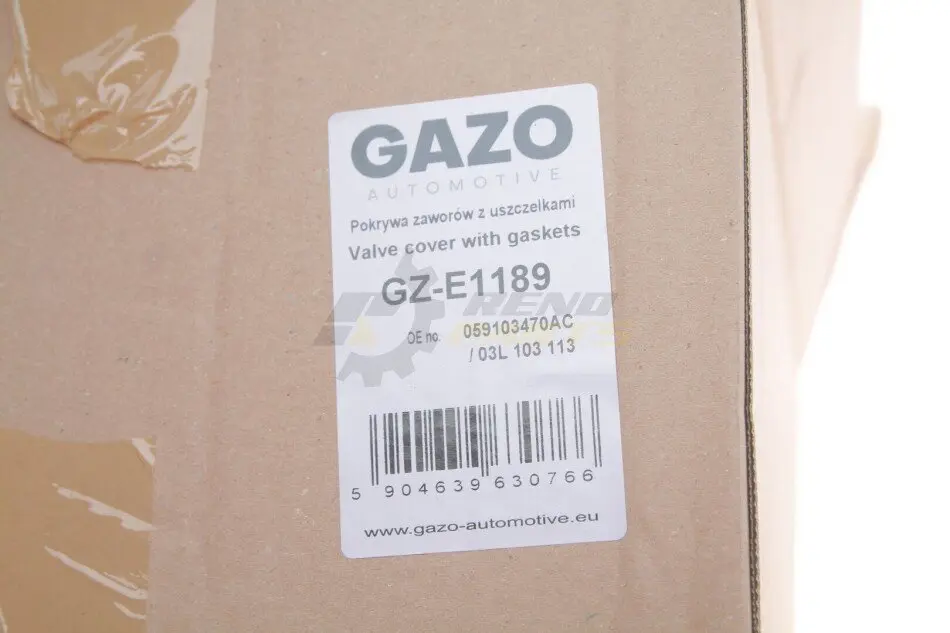 GAZO
AUTOMOTIVE
Pokrywa zaworów z uszczelkami
Valve cover with gaskets
GZ-E1189
OE no. 059103470AC
/ 03L 103 113
5 904639 630766
www.gazo-automotive.eu